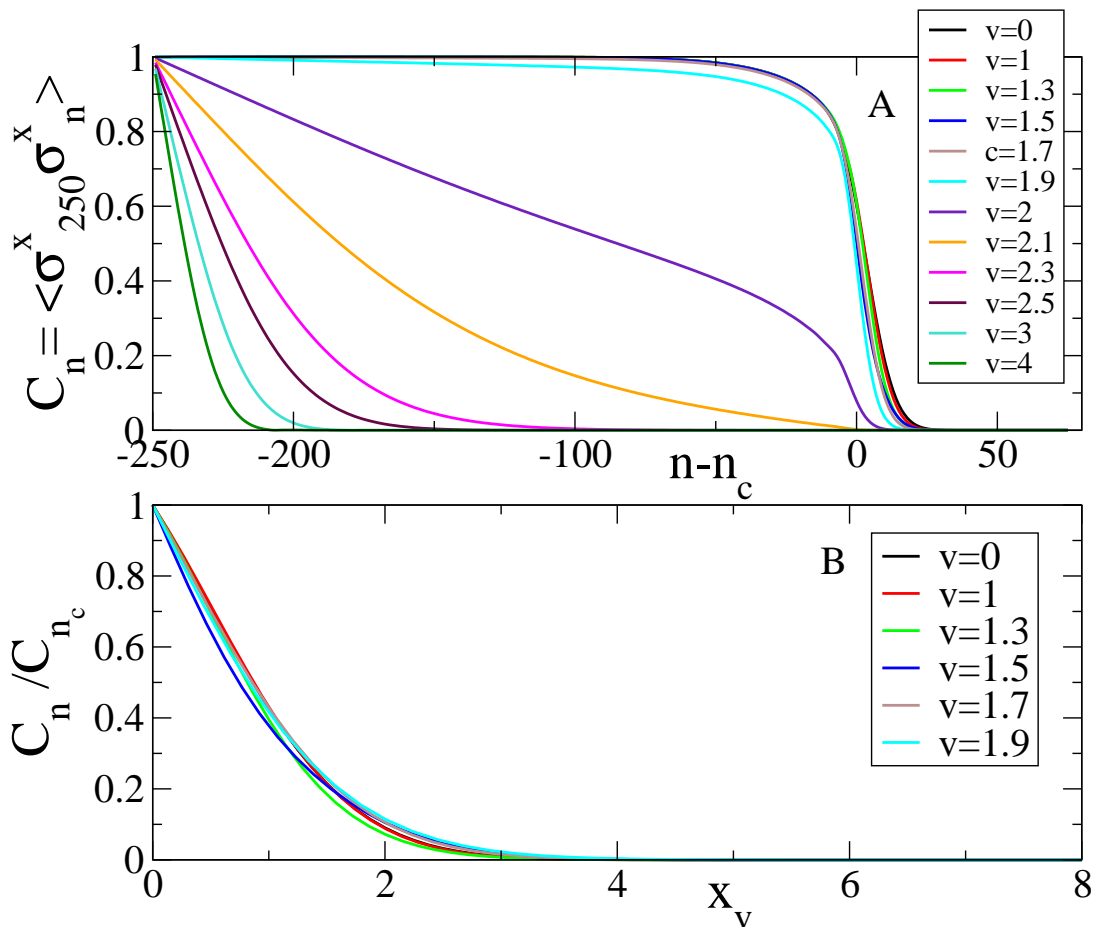 v=0
v=1
v=1.3
v=1.5
c=1.7
v=1.9
v=2
v=2.1
v=2.3
v=2.5
v=3
v=4
A
C_n = <σ^x_250 σ^x_n>
1
0.8
0.6
0.4
0.2
0
-250
-200
-100
0
50
n-n_c
B
v=0
v=1
v=1.3
v=1.5
v=1.7
v=1.9
C_n /C_{n_c}
1
0.8
0.6
0.4
0.2
0
0
2
4
6
8
x_v